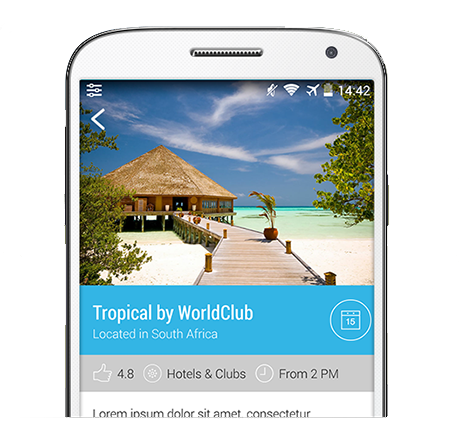 14:42
Tropical by WorldClub
15
Located in South Africa
4.8 Hotels & Clubs From 2 PM
Lorem ipsum dolor sit amet, consectetur